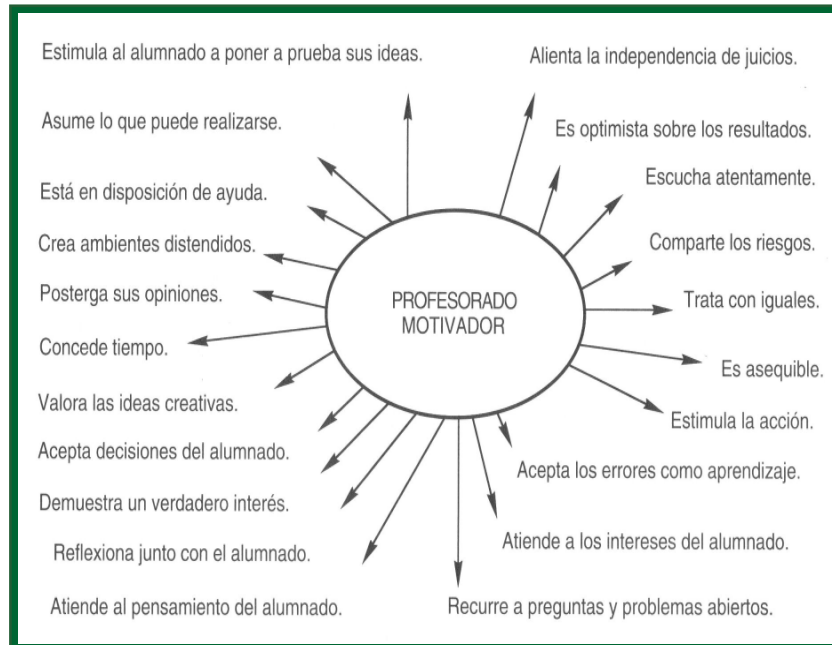 Estimula al alumnado a poner a prueba sus ideas.
Alienta la independencia de juicios.
Asume lo que puede realizarse.
Es optimista sobre los resultados.
Escucha atentamente.
Está en disposición de ayuda.
Crea ambientes distendidos.
Comparte los riesgos.
Posterga sus opiniones.
PROFESORADO
MOTIVADOR
Trata con iguales.
Concede tiempo.
Es asequible.
Valora las ideas creativas.
Estimula la acción.
Acepta decisiones del alumnado.
Acepta los errores como aprendizaje.
Demuestra un verdadero interés.
Atiende a los intereses del alumnado.
Reflexiona junto con el alumnado.
Atiende al pensamiento del alumnado.
Recurre a preguntas y problemas abiertos.